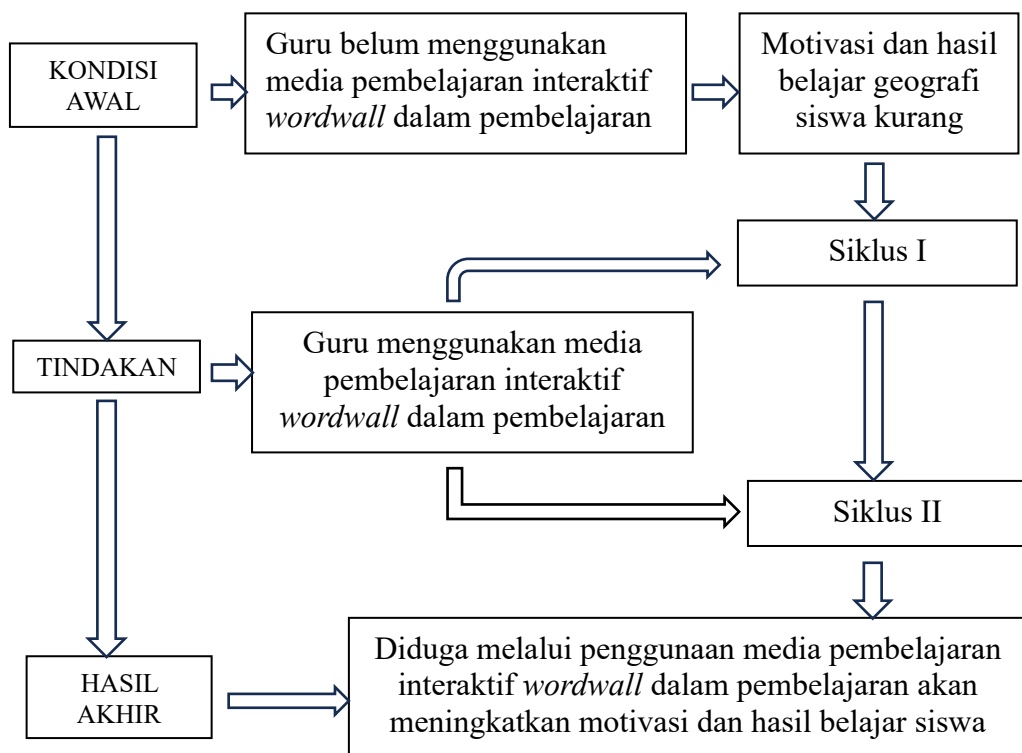 KONDISI
AWAL
Guru belum menggunakan
media pembelajaran interaktif
wordwall dalam pembelajaran
Motivasi dan hasil
belajar geografi
siswa kurang
Siklus I
TINDAKAN
Guru menggunakan media
pembelajaran interaktif
wordwall dalam pembelajaran
Siklus II
HASIL
AKHIR
Diduga melalui penggunaan media pembelajaran
interaktif wordwall dalam pembelajaran akan
meningkatkan motivasi dan hasil belajar siswa